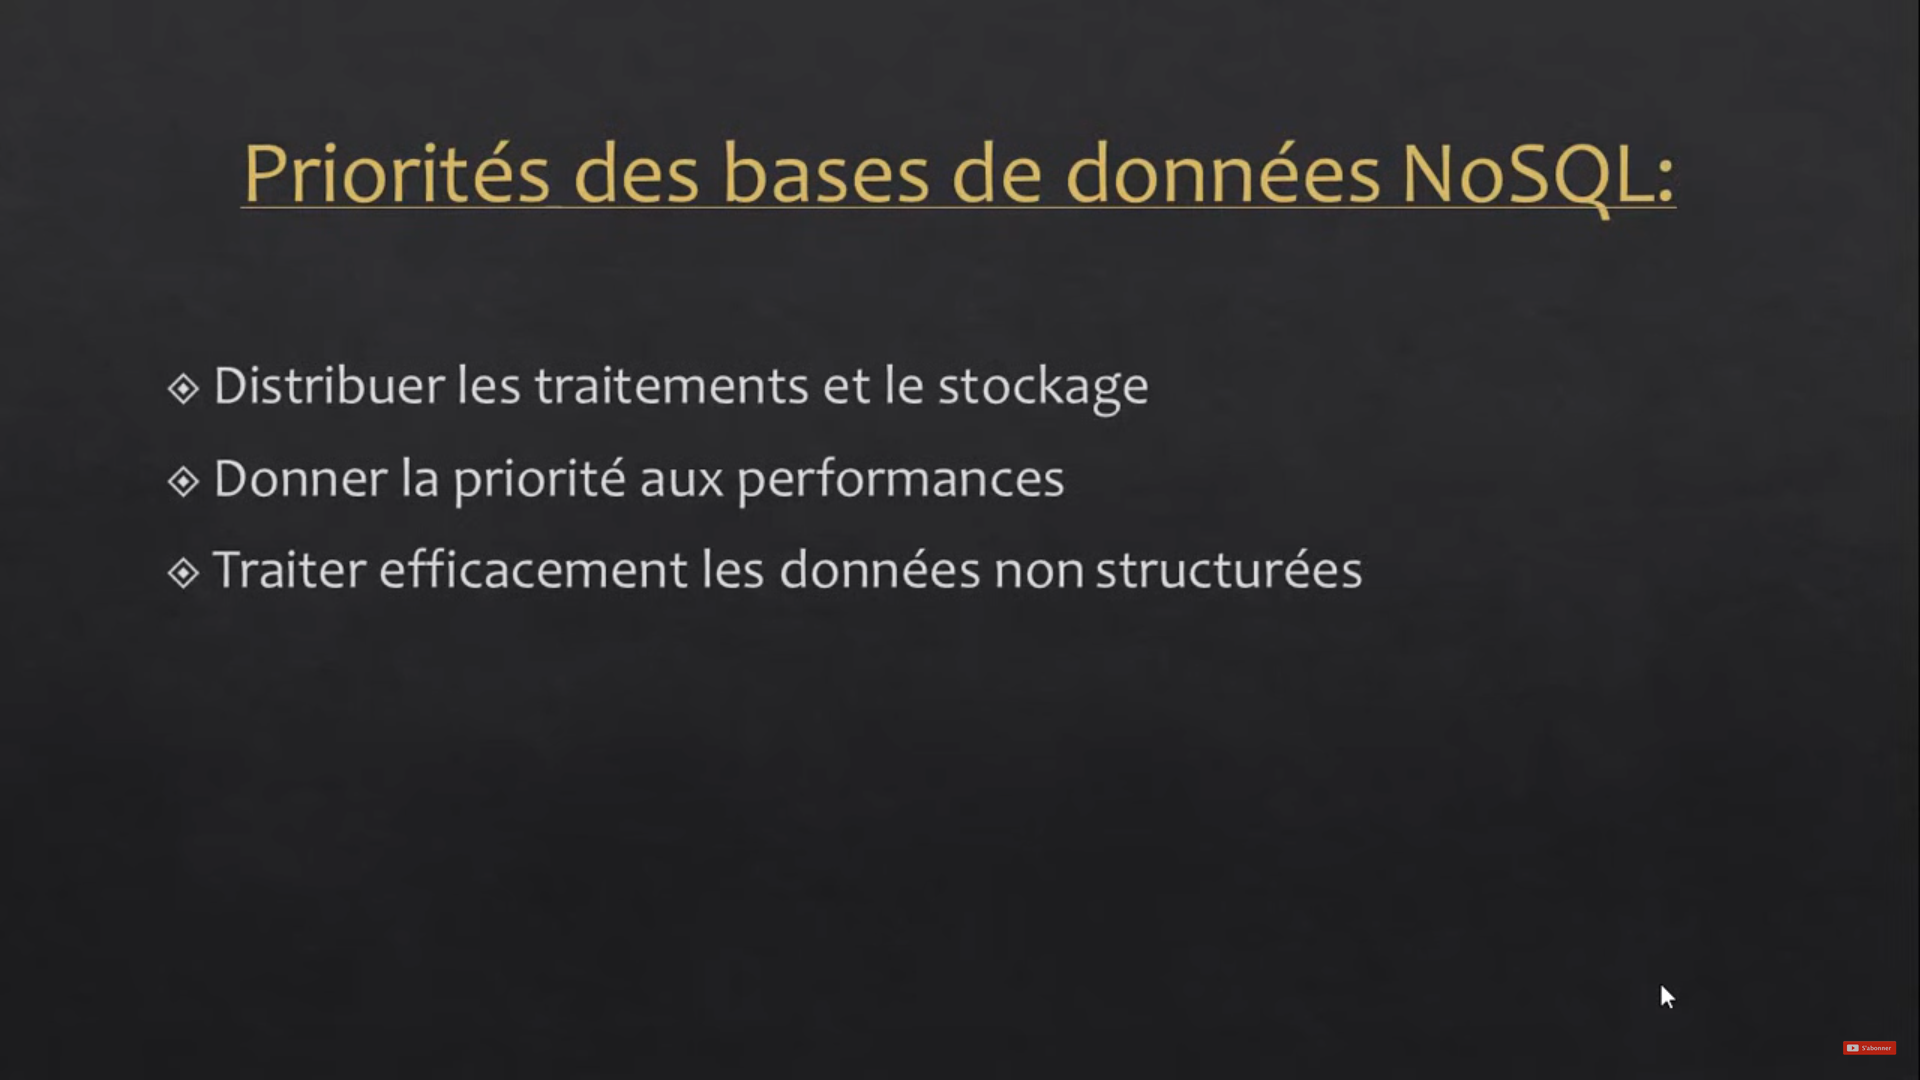 Priorités des bases de données NoSQL:
Distribuer les traitements et le stockage
Donner la priorité aux performances
Traiter efficacement les données non structurées
S'abonner